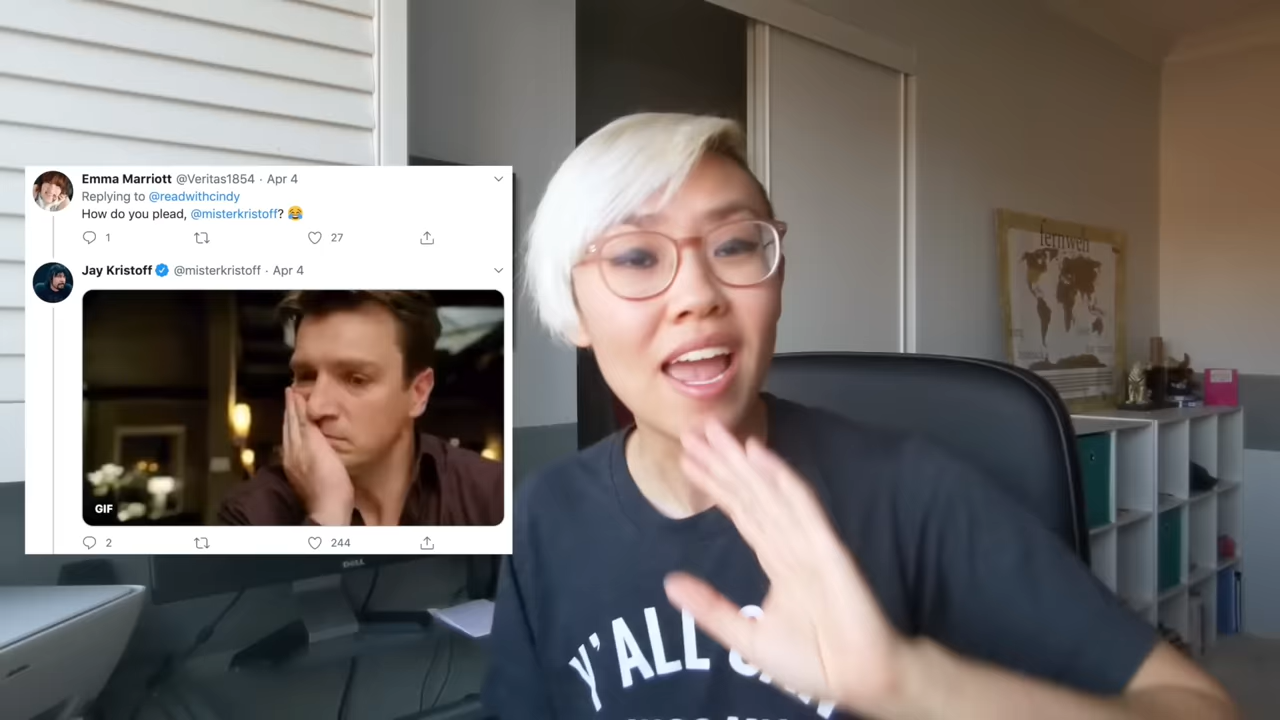 Emma Marriott @Veritas1854 · Apr 4
Replying to @readwithcindy
How do you plead, @misterkristoff? 😂
1
27
Jay Kristoff @misterkristoff · Apr 4
GIF
2
244
DELL
fernweh
Y'ALL